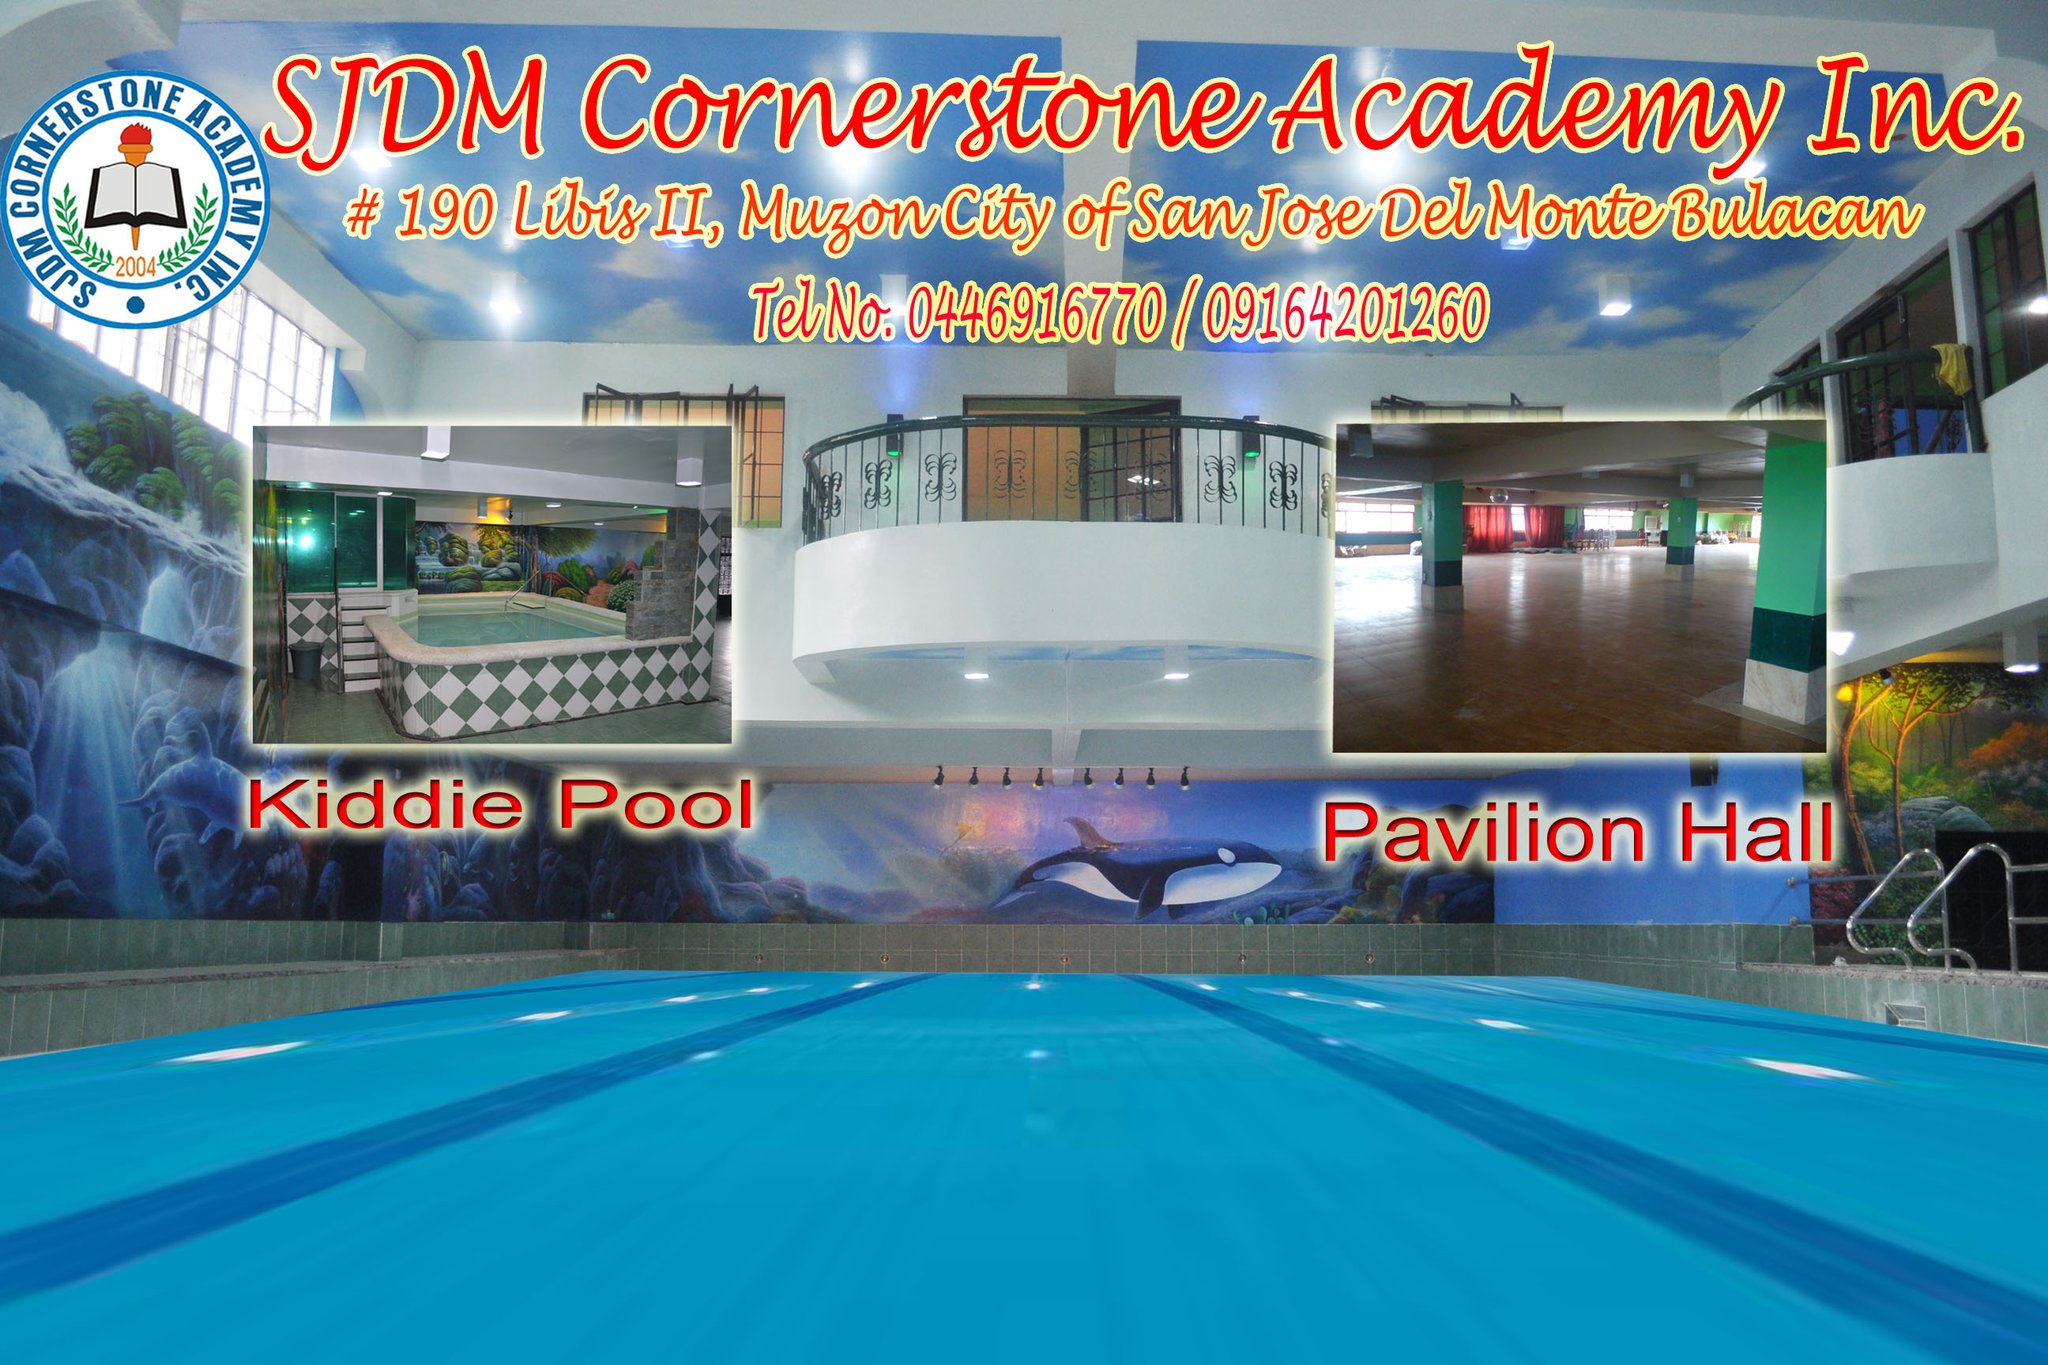 SJDM CORNERSTONE ACADEMY INC.
2004
SJDM Cornerstone Academy Inc.
# 190 Libis II, Muzon City of San Jose Del Monte Bulacan
Tel No: 0446916770 / 09164201260
Kiddie Pool
Pavilion Hall